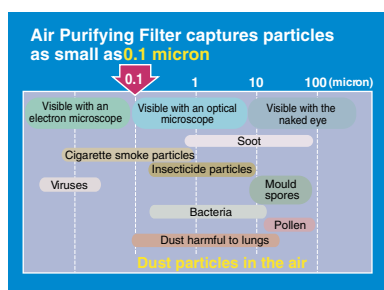 Air Purifying Filter captures particles
as small as0.1 micron
0.1
1 10 100(micron)
Visible with an
electron microscope
Visible with an optical
microscope
Visible with the
naked eye
Soot
Cigarette smoke particles
Insecticide particles
Viruses
Mould
spores
Bacteria
Pollen
Dust harmful to lungs
Dust particles in the air